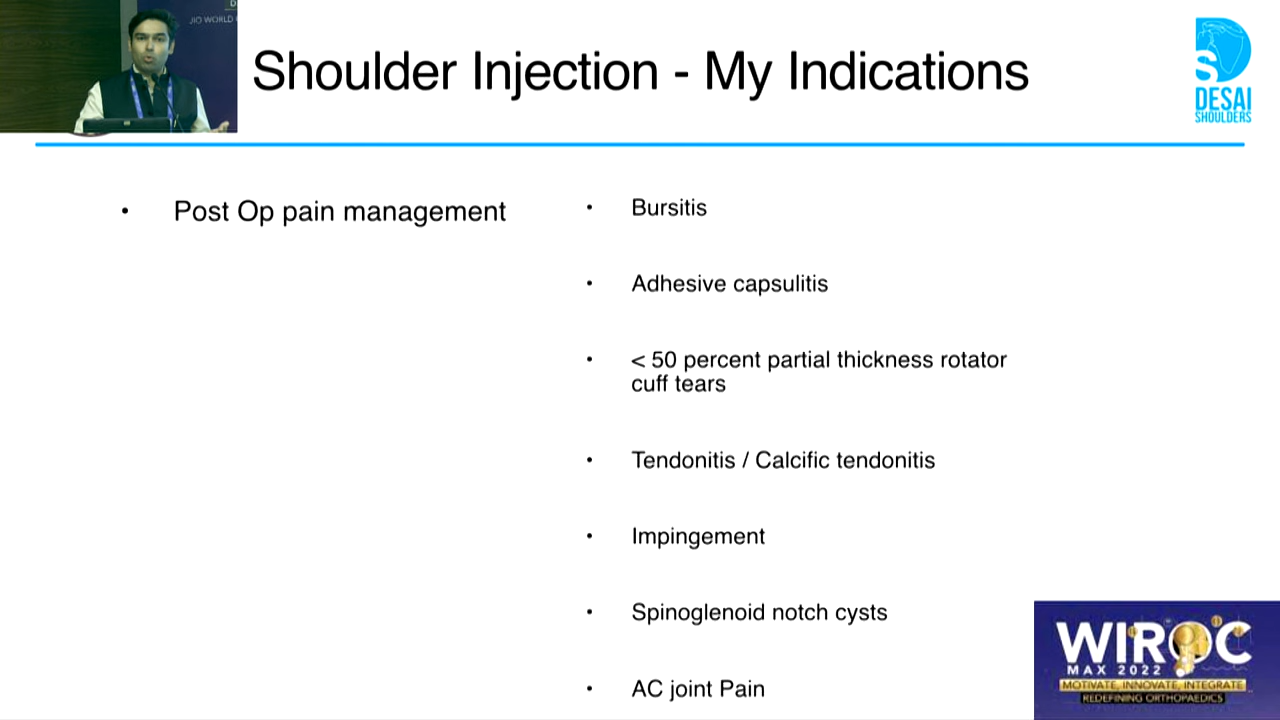 D
JIO WORLD
Shoulder Injection - My Indications
DESAI
SHOULDERS
• Post Op pain management
• Bursitis
• Adhesive capsulitis
• < 50 percent partial thickness rotator
cuff tears
• Tendonitis / Calcific tendonitis
• Impingement
• Spinoglenoid notch cysts
• AC joint Pain
WIROC
MAX 2022
MOTIVATE, INNOVATE, INTEGRATE
REDEFINING ORTHOPAEDICS